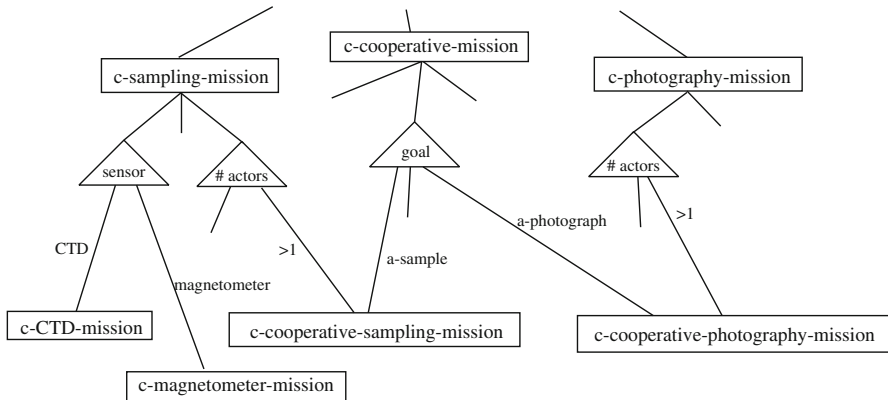 c-cooperative-mission
c-sampling-mission
c-photography-mission
goal
sensor
# actors
# actors
a-photograph
>1
CTD
>1
a-sample
magnetometer
c-CTD-mission
c-cooperative-sampling-mission
c-cooperative-photography-mission
c-magnetometer-mission